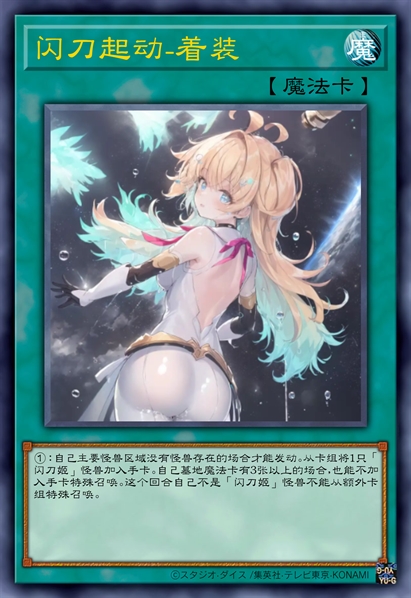 闪刀起动-着装
魔
【魔法卡】
①：自己主要怪兽区域没有怪兽存在的场合才能发动。从卡组将1只「
闪刀姬」怪兽加入手卡。自己墓地魔法卡有3张以上的场合，也能不加
入手卡特殊召唤。这个回合自己不是「闪刀姬」怪兽不能从额外卡
组特殊召唤。
©スタジオ・ダイス /集英社・テレビ東京・KONAMI